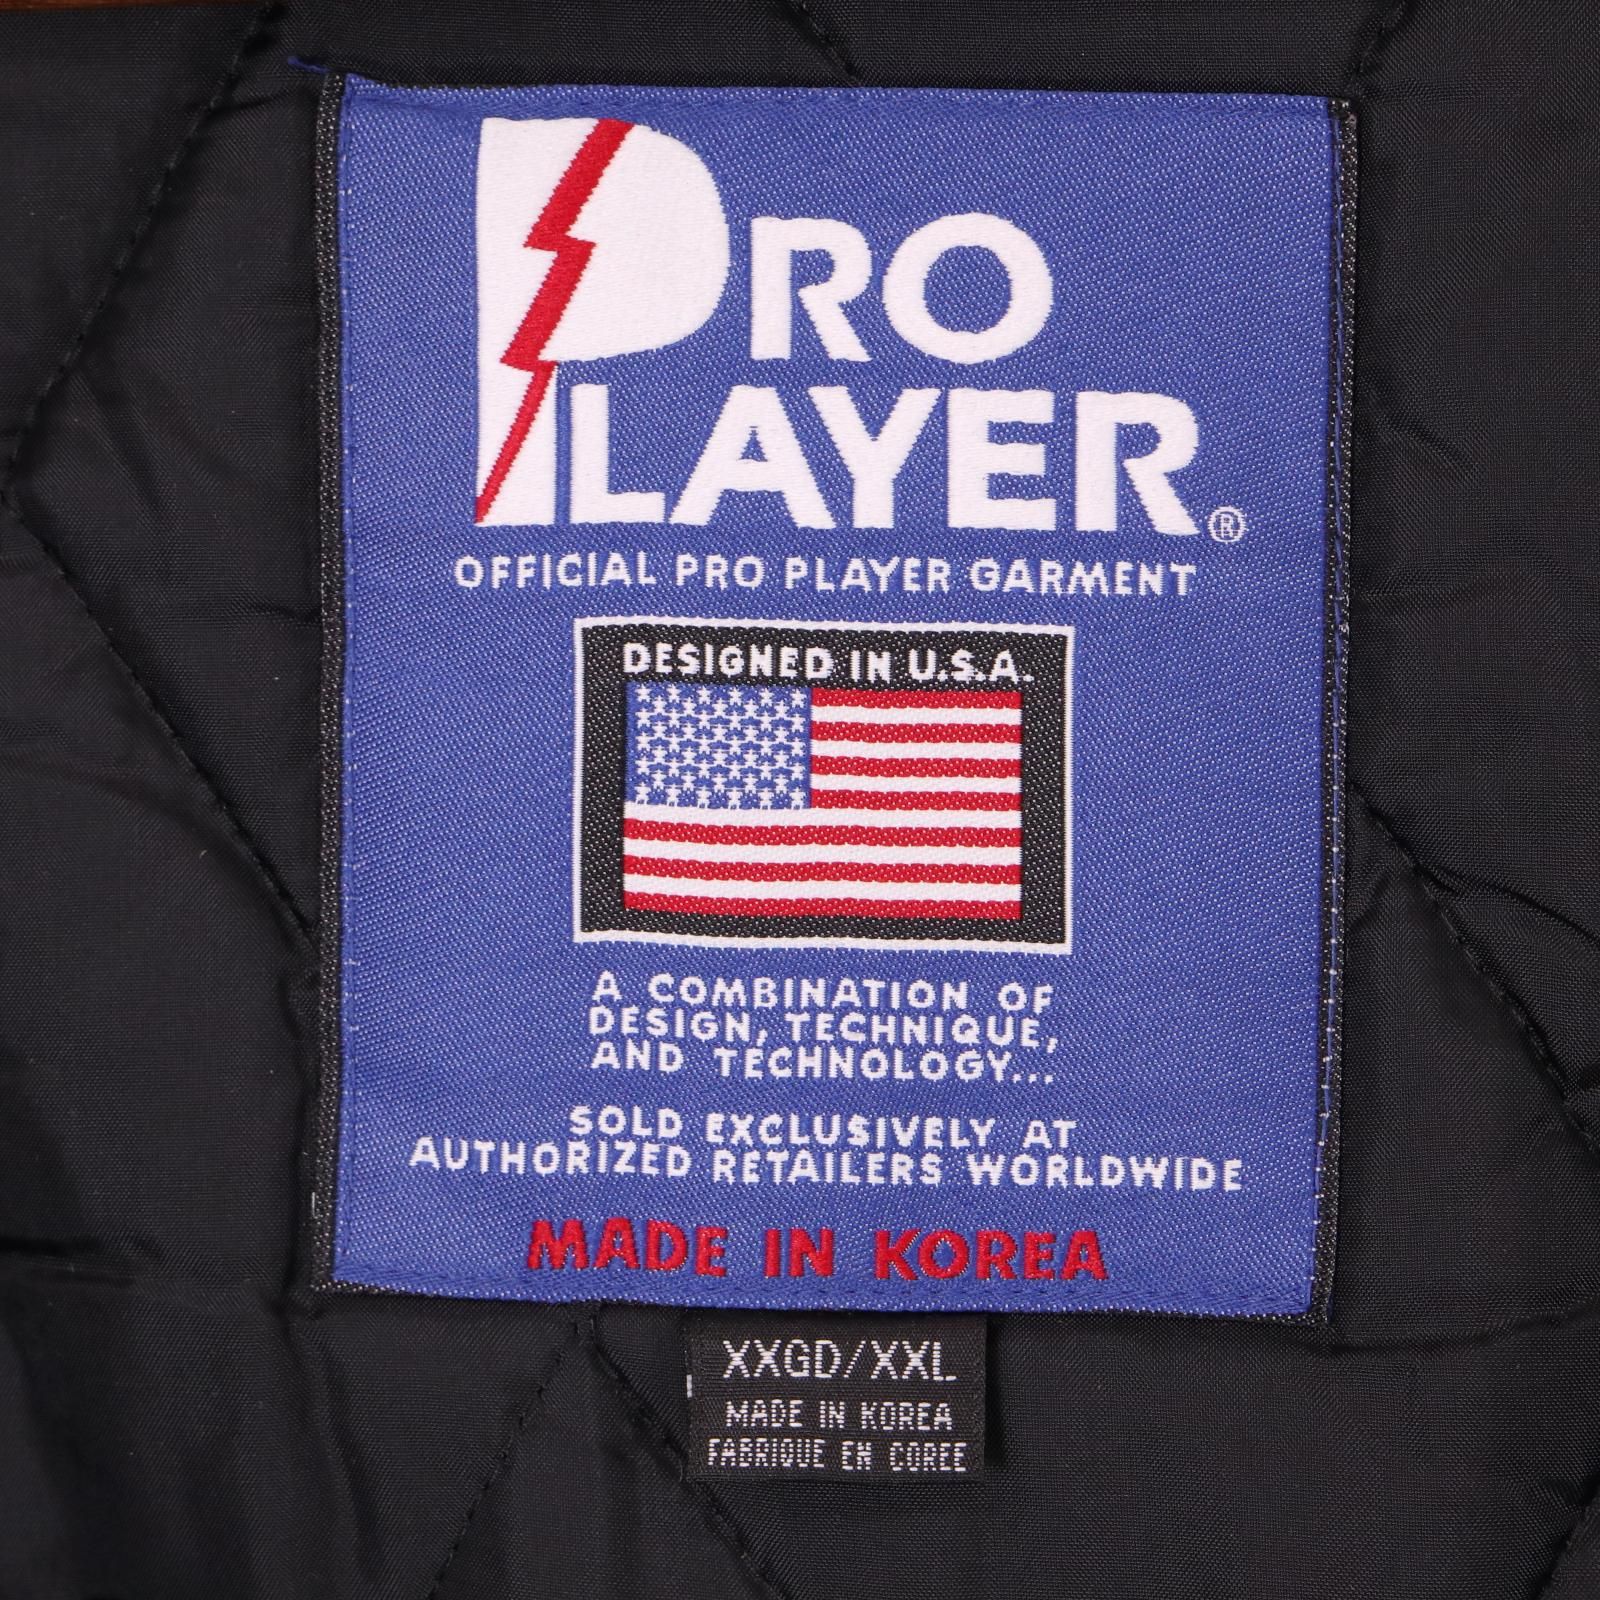 PRO
PLAYER®
OFFICIAL PRO PLAYER GARMENT
DESIGNED IN U.S.A.
A COMBINATION OF
DESIGN, TECHNIQUE,
AND TECHNOLOGY...
SOLD EXCLUSIVELY AT
AUTHORIZED RETAILERS WORLDWIDE
MADE IN KOREA
XXGD/XXL
MADE IN KOREA
FABRIQUE EN COREE